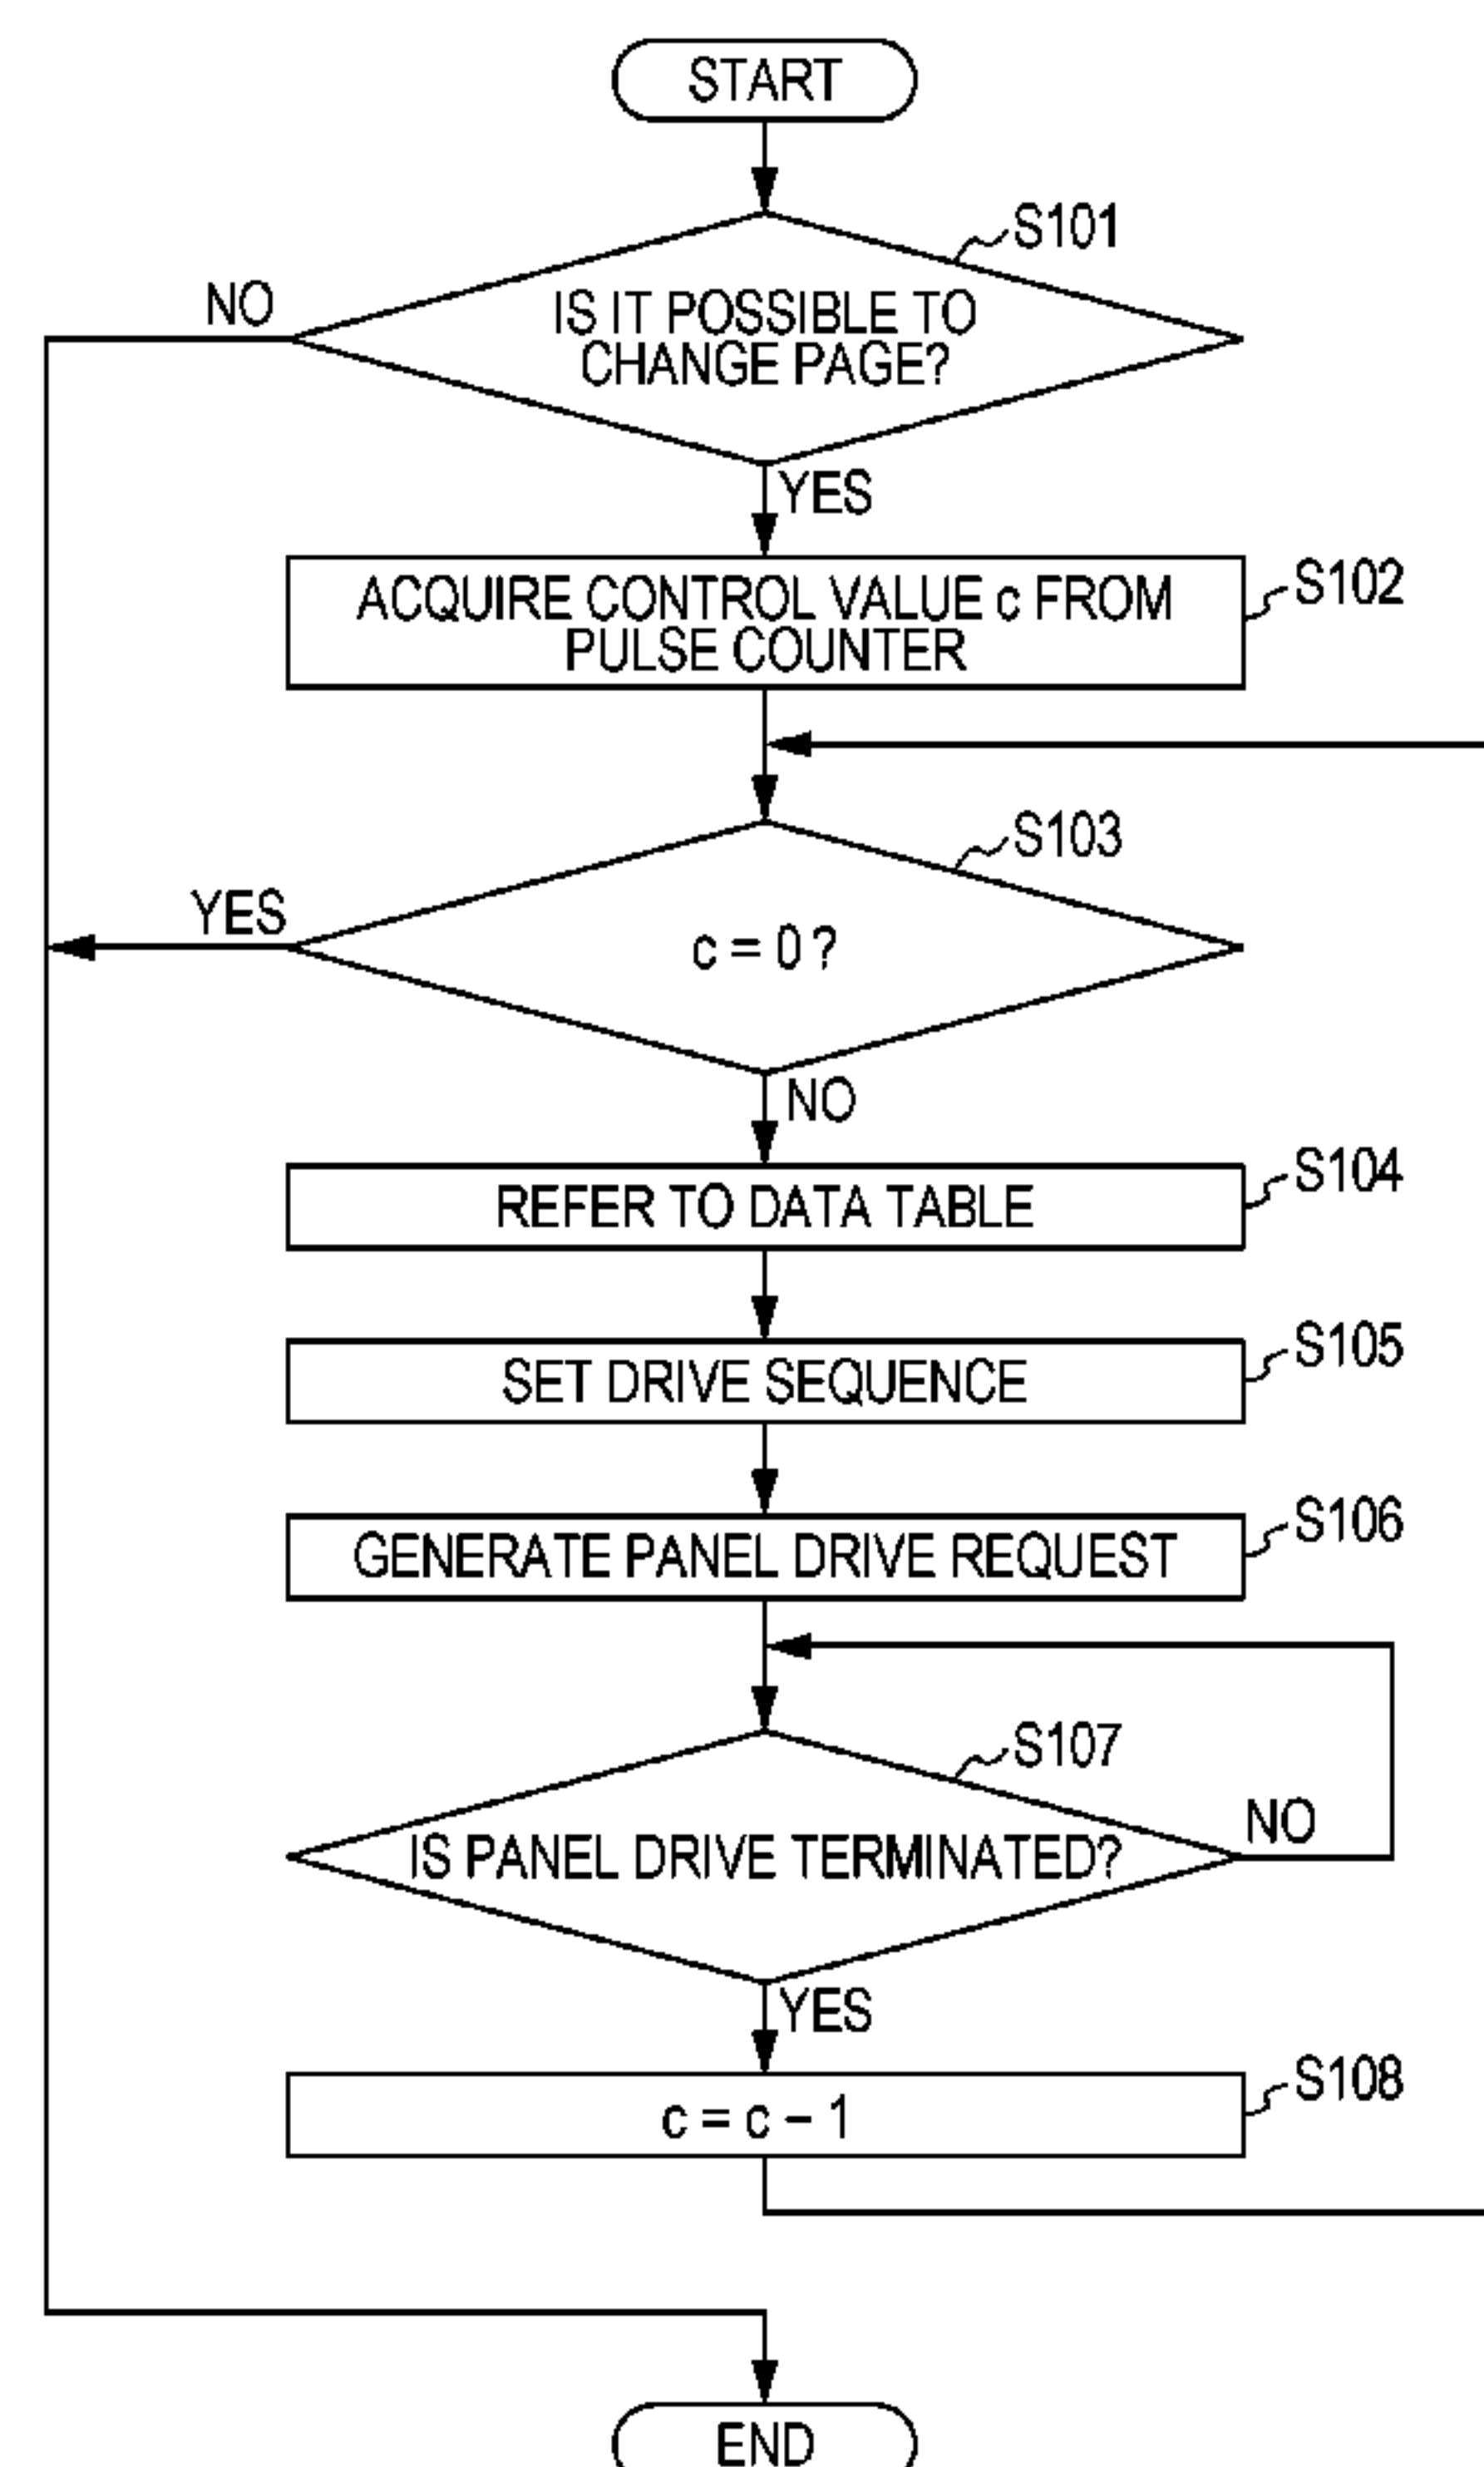 START
S101
NO
IS IT POSSIBLE TO
CHANGE PAGE?
YES
S102
ACQUIRE CONTROL VALUE c FROM
PULSE COUNTER
S103
YES
c = 0 ?
NO
S104
REFER TO DATA TABLE
S105
SET DRIVE SEQUENCE
S106
GENERATE PANEL DRIVE REQUEST
S107
NO
IS PANEL DRIVE TERMINATED?
YES
S108
c = c – 1
END